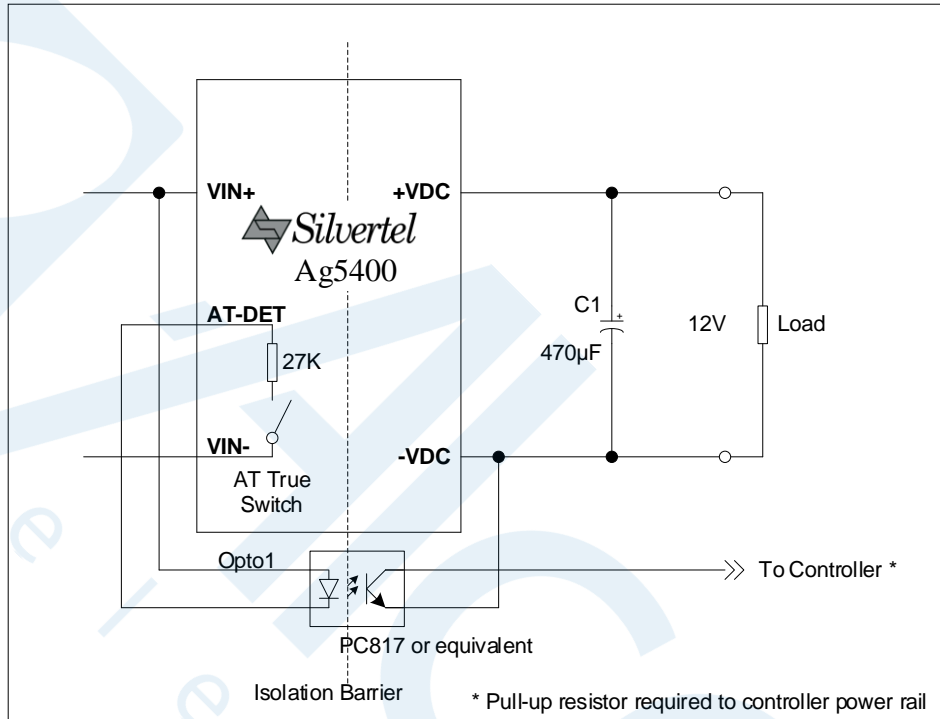 VIN+
+VDC
Silvertel
Ag5400
AT-DET
27K
C1
+
470µF
12V
Load
VIN-
-VDC
AT True
Switch
Opto1
To Controller *
PC817 or equivalent
Isolation Barrier
* Pull-up resistor required to controller power rail